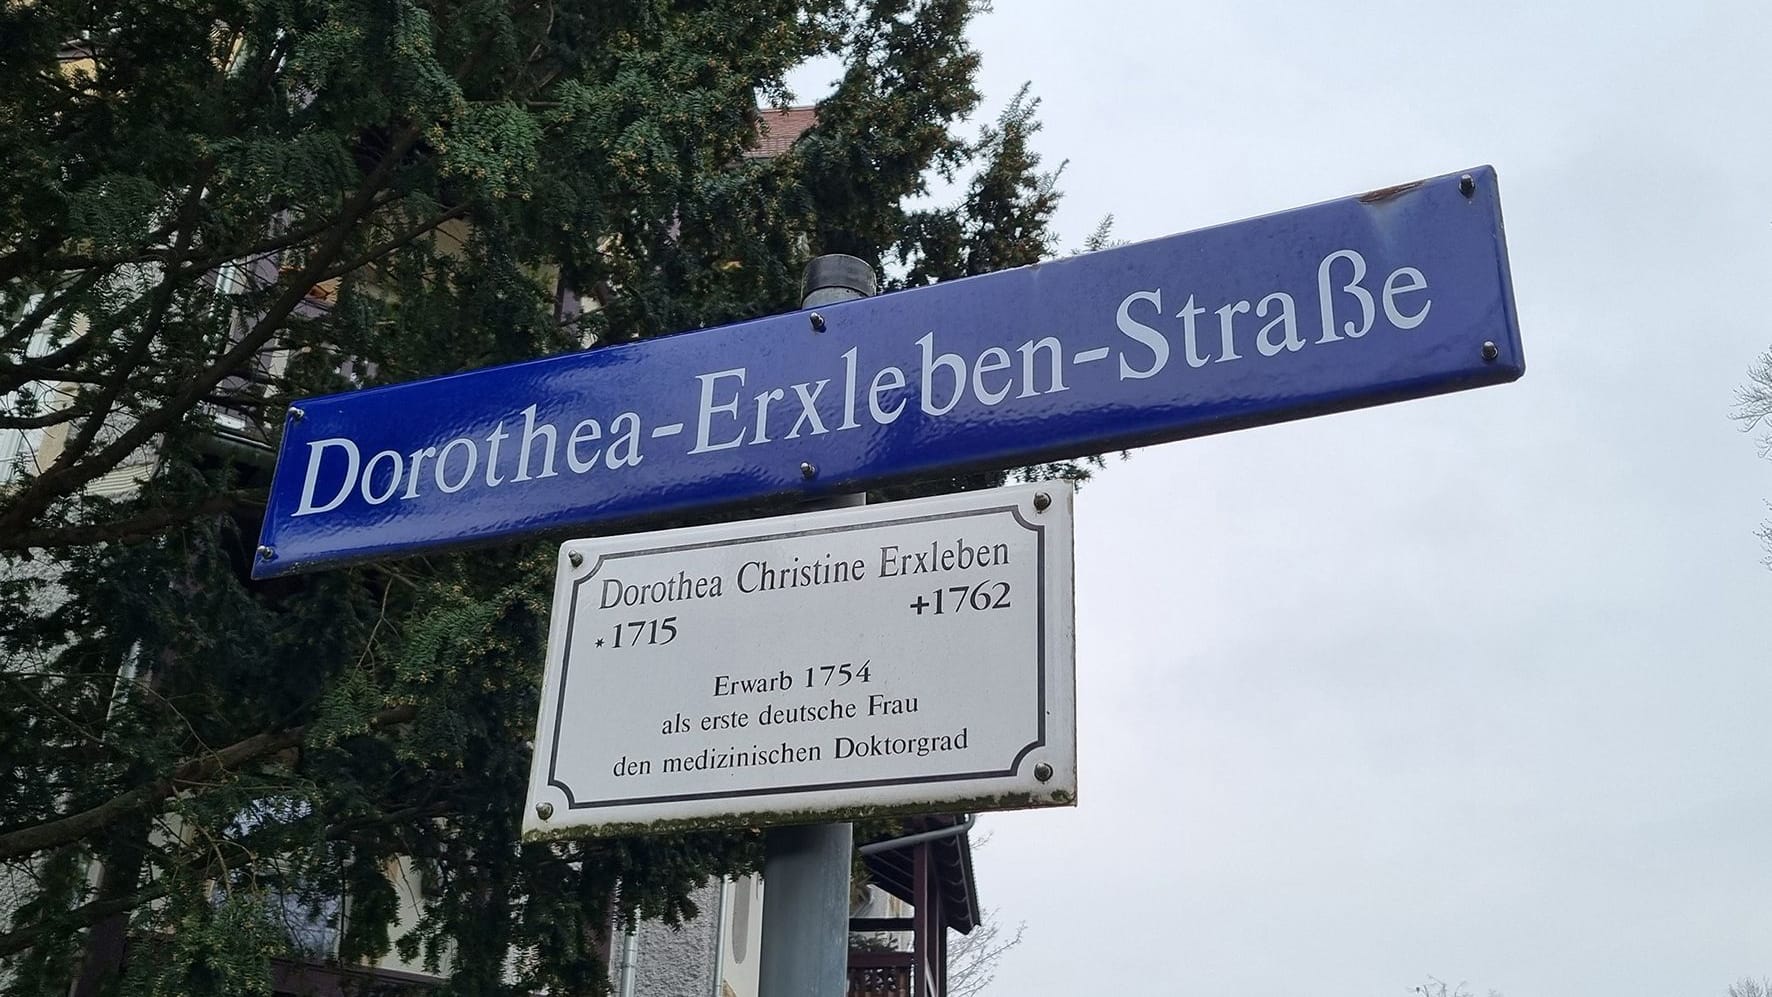 Dorothea-Erxleben-Straße
Dorothea Christine Erxleben
*1715 +1762
Erwarb 1754
als erste deutsche Frau
den medizinischen Doktorgrad